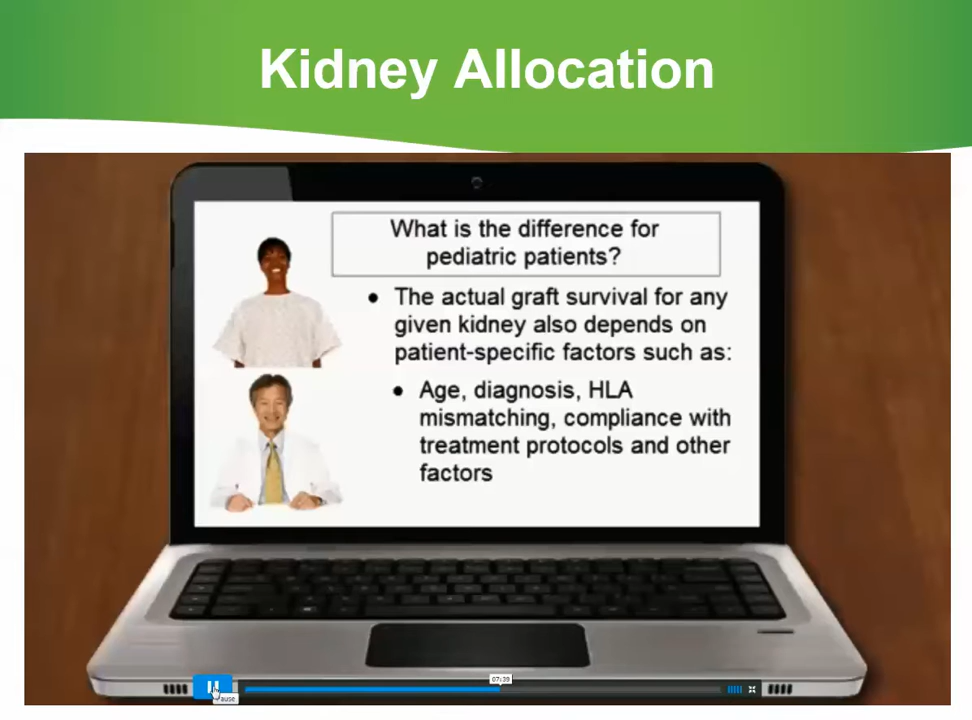 Kidney Allocation
What is the difference for
pediatric patients?
• The actual graft survival for any
given kidney also depends on
patient-specific factors such as:
• Age, diagnosis, HLA
mismatching, compliance with
treatment protocols and other
factors
07:39
Pause